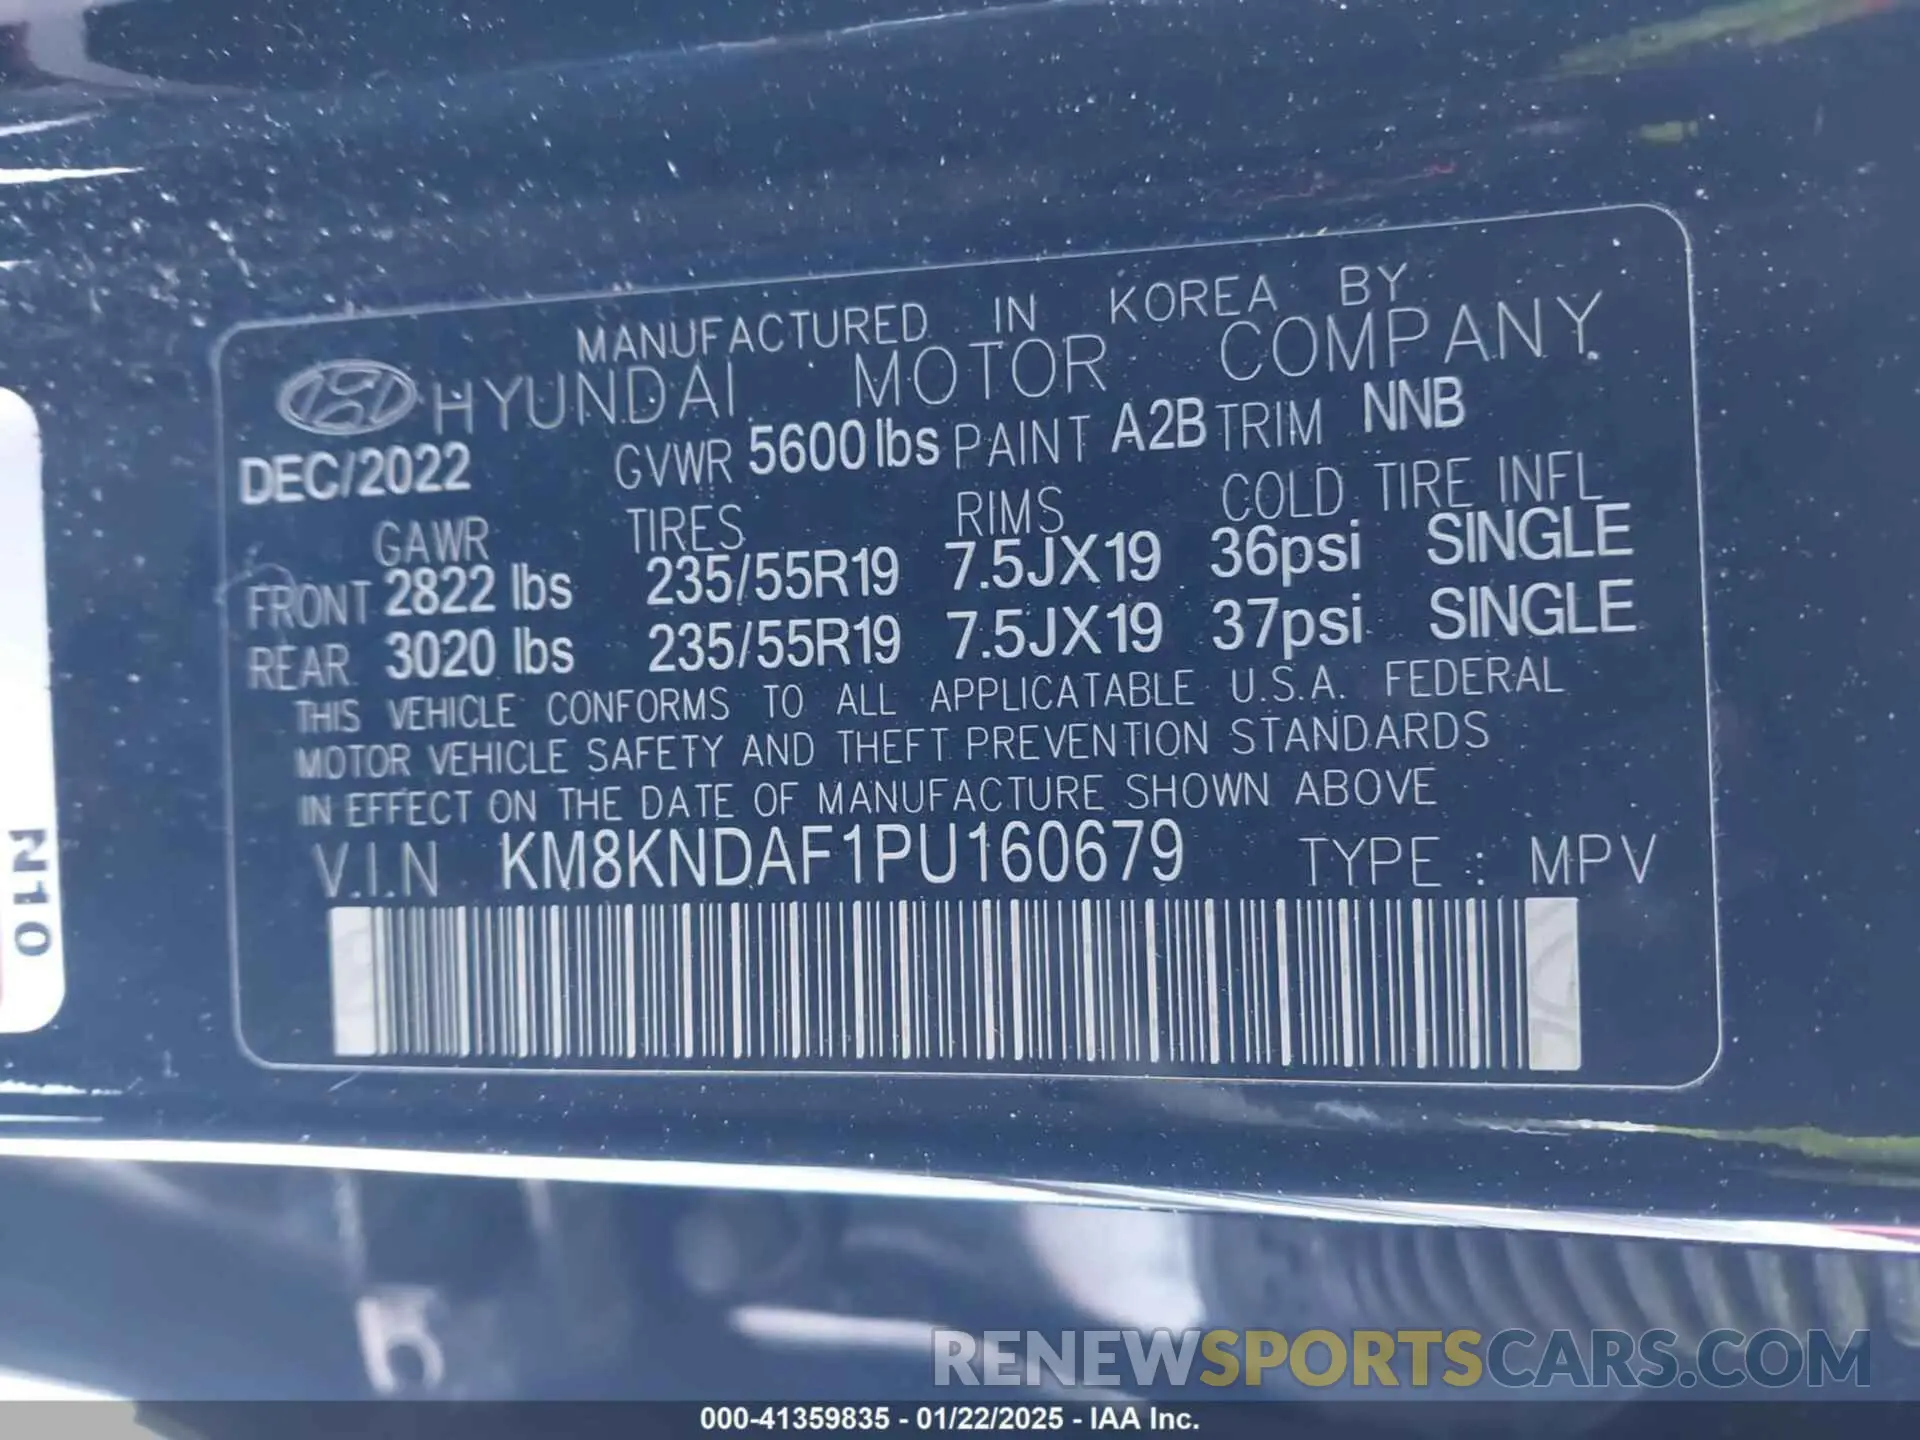 MANUFACTURED IN KOREA BY
HYUNDAI MOTOR COMPANY
DEC/2022 GVWR 5600 lbs PAINT A2B TRIM NNB
GAWR TIRES RIMS COLD TIRE INFL
FRONT 2822 lbs 235/55R19 7.5JX19 36psi SINGLE
REAR 3020 lbs 235/55R19 7.5JX19 37psi SINGLE
THIS VEHICLE CONFORMS TO ALL APPLICATABLE U.S.A. FEDERAL
MOTOR VEHICLE SAFETY AND THEFT PREVENTION STANDARDS
IN EFFECT ON THE DATE OF MANUFACTURE SHOWN ABOVE
V.I.N KM8KNDAF1PU160679 TYPE : MPV
N10
RENEWSPORTSCARS.COM
000-41359835 - 01/22/2025 - IAA Inc.